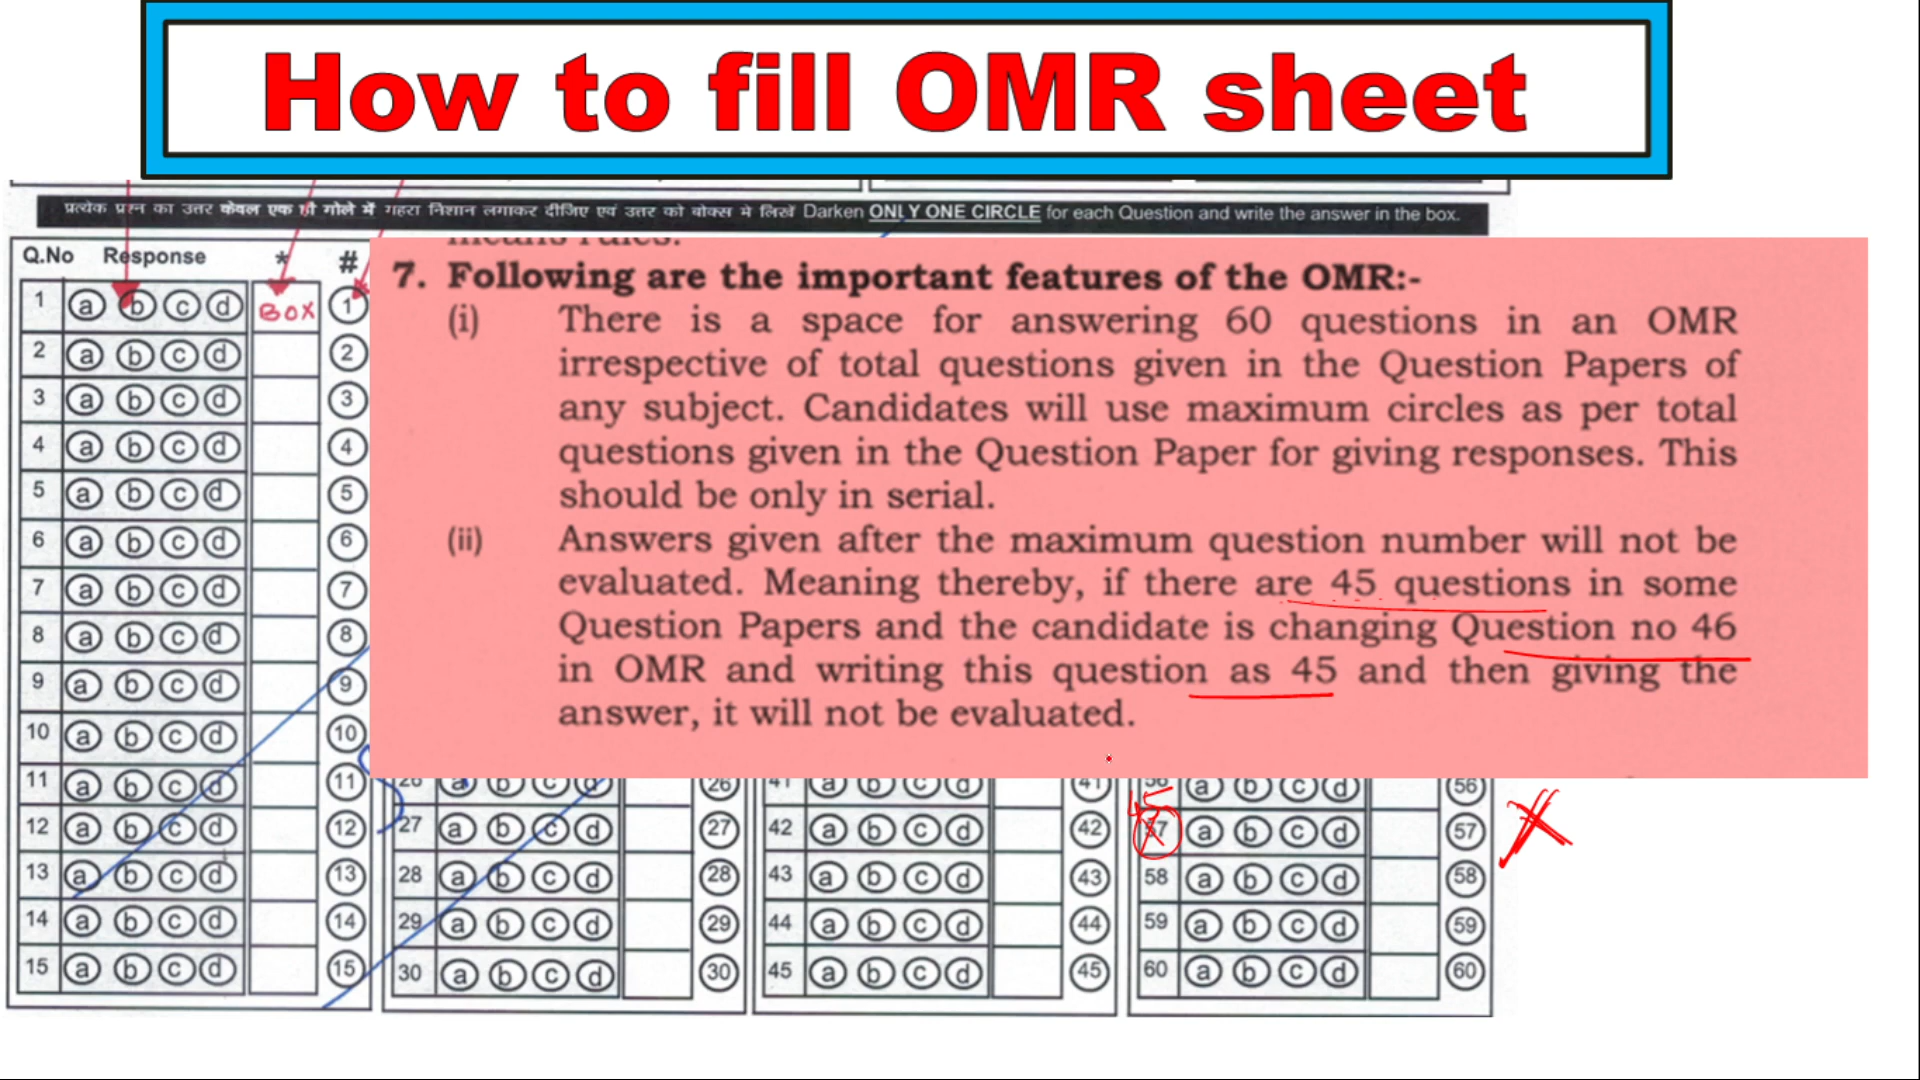 How to fill OMR sheet
प्रत्येक प्रश्न का उत्तर केवल एक ही गोले में गहरा निशान लगाकर दीजिए एवं उत्तर को बोक्स मे लिखें Darken ONLY ONE CIRCLE for each Question and write the answer in the box.
Q.No Response * #
means rules.
7. Following are the important features of the OMR:-
(i) There is a space for answering 60 questions in an OMR
irrespective of total questions given in the Question Papers of
any subject. Candidates will use maximum circles as per total
questions given in the Question Paper for giving responses. This
should be only in serial.
(ii) Answers given after the maximum question number will not be
evaluated. Meaning thereby, if there are 45 questions in some
Question Papers and the candidate is changing Question no 46
in OMR and writing this question as 45 and then giving the
answer, it will not be evaluated.
1 a b c d BOX 1
2 a b c d 2
3 a b c d 3
4 a b c d 4
5 a b c d 5
6 a b c d 6
7 a b c d 7
8 a b c d 8
9 a b c d 9
10 a b c d 10
11 a b c d 11
12 a b c d 12
13 a b c d 13
14 a b c d 14
15 a b c d 15
26 a b c d 26
27 a b c d 27
28 a b c d 28
29 a b c d 29
30 a b c d 30
41 a b c d 41
42 a b c d 42
43 a b c d 43
44 a b c d 44
45 a b c d 45
56 a b c d 56
45
57 a b c d 57
58 a b c d 58
59 a b c d 59
60 a b c d 60